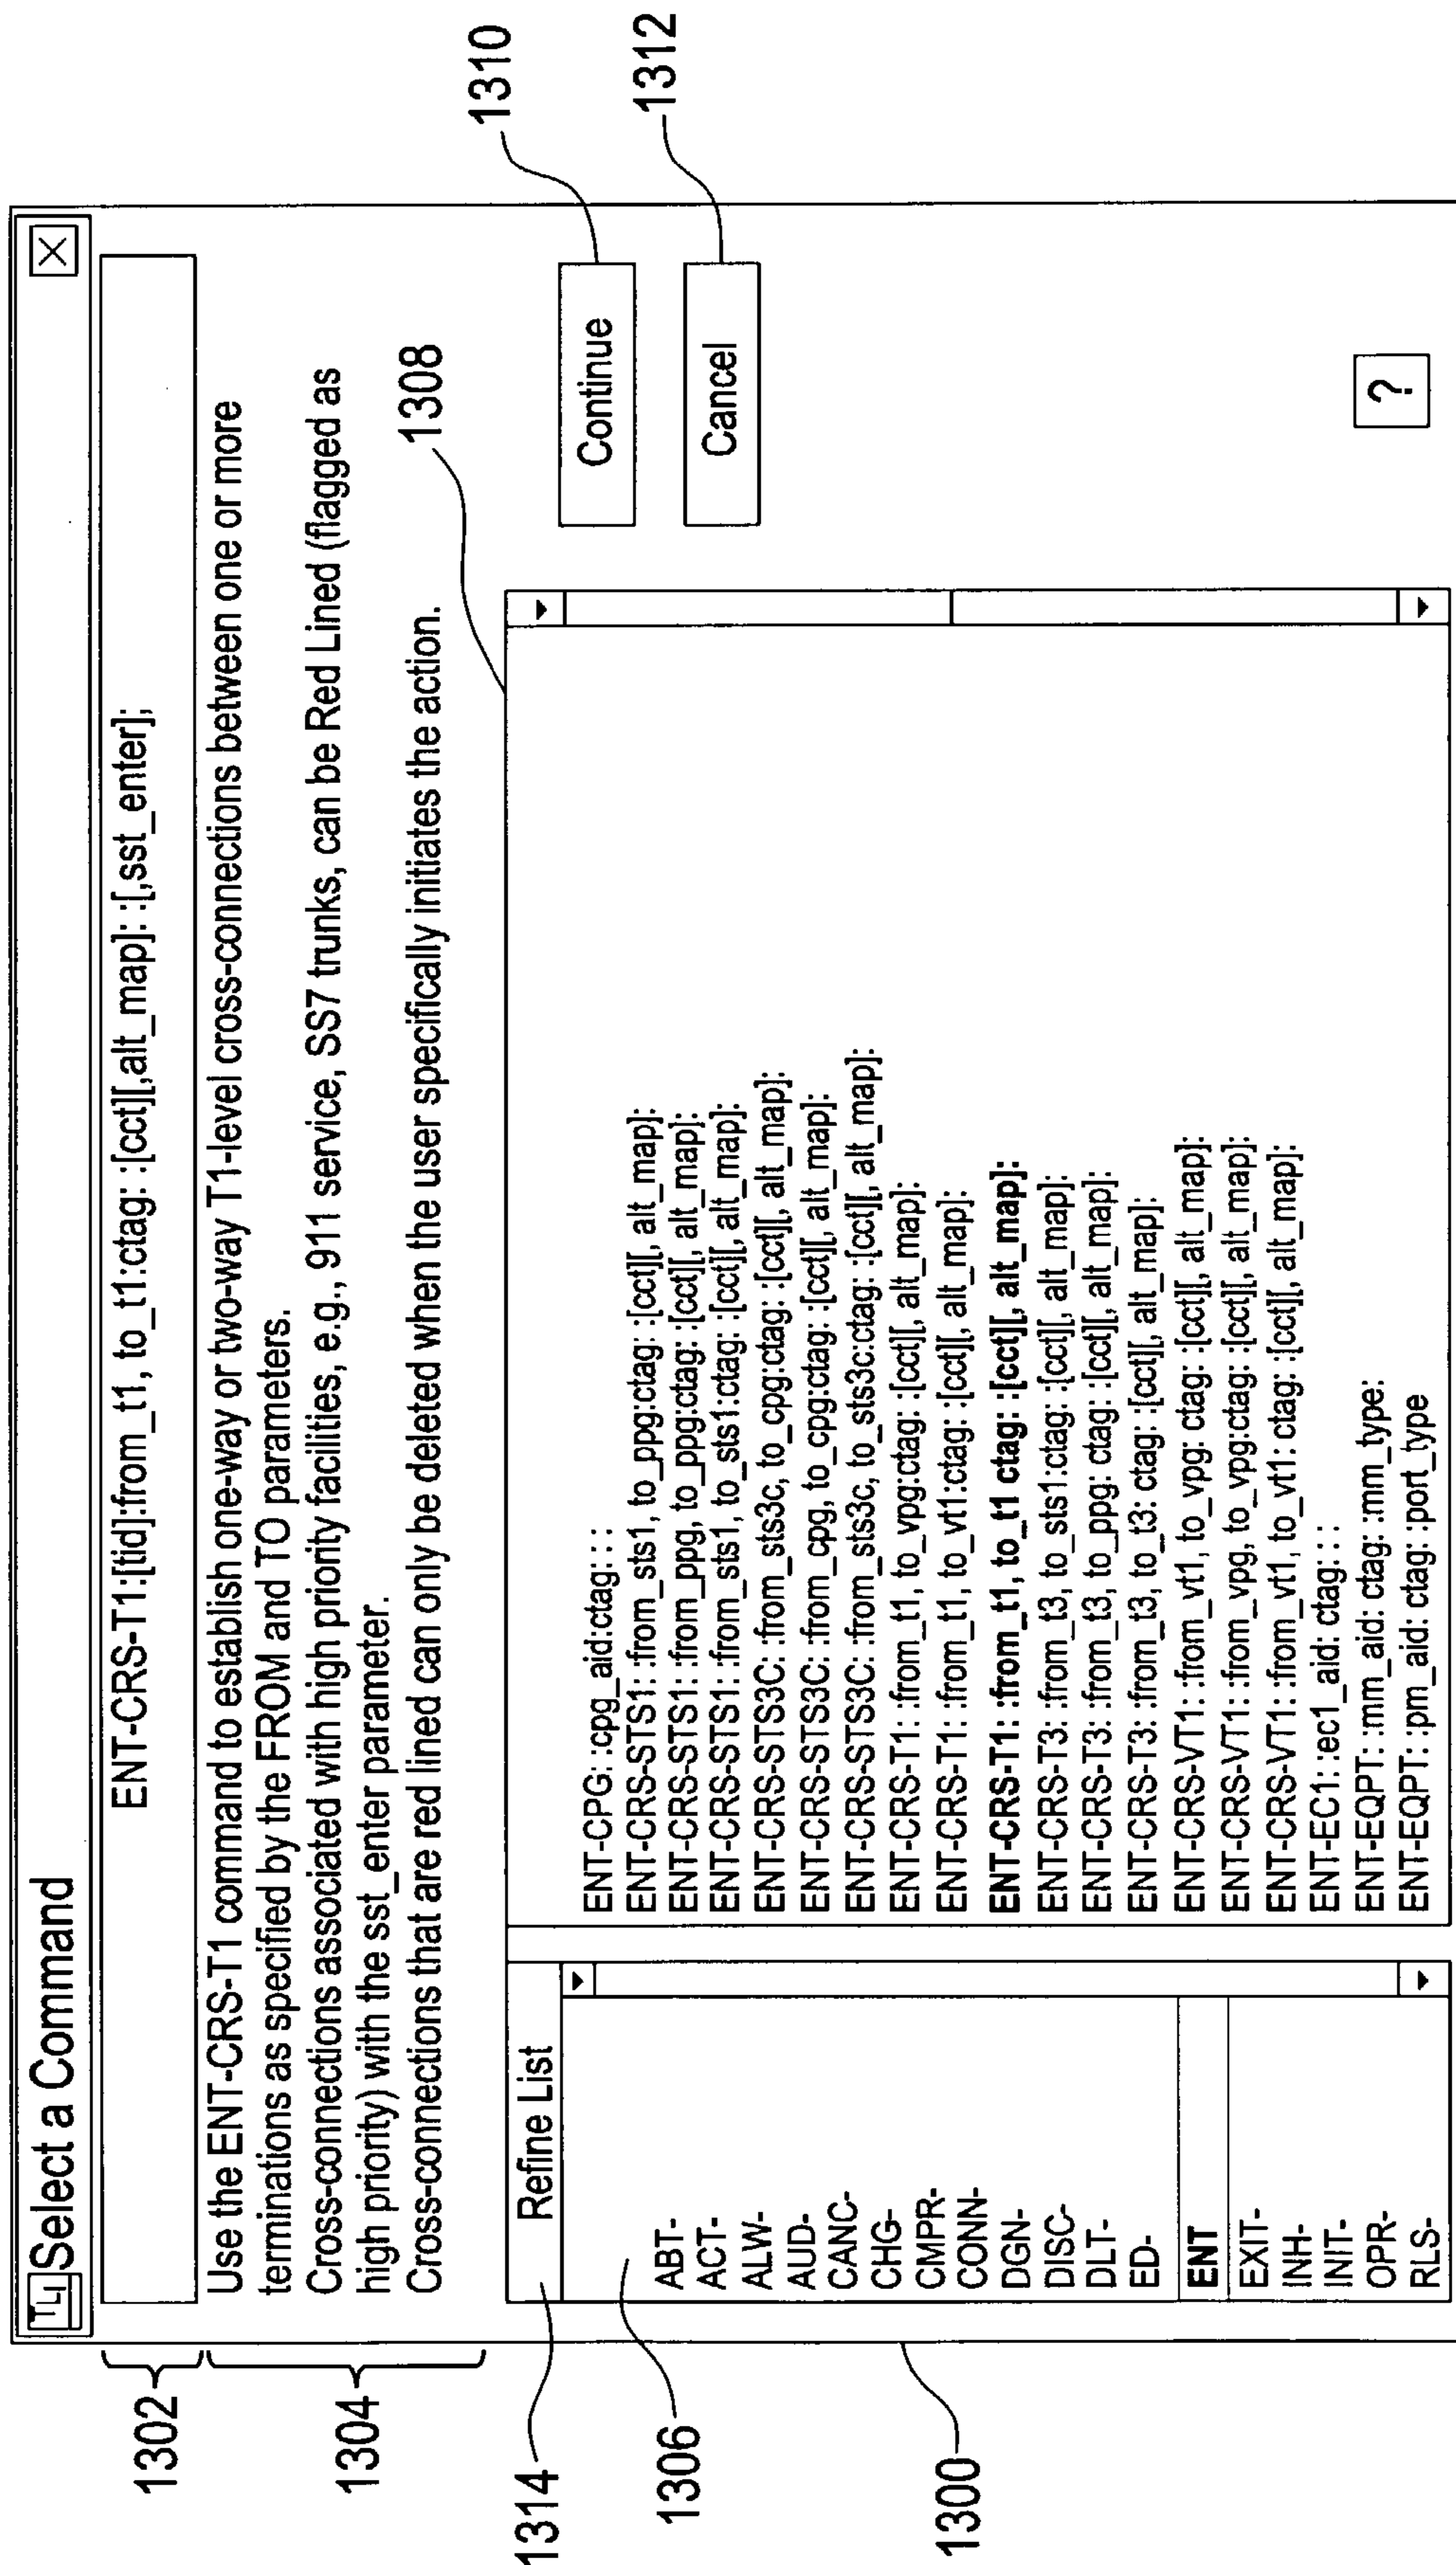 TL1 Select a Command
ENT-CRS-T1:[tid]:from_t1, to_t1:ctag: :[cct][,alt_map]: :[,sst_enter];
Use the ENT-CRS-T1 command to establish one-way or two-way T1-level cross-connections between one or more
terminations as specified by the FROM and TO parameters.
Cross-connections associated with high priority facilities, e.g., 911 service, SS7 trunks, can be Red Lined (flagged as
high priority) with the sst_enter parameter.
Cross-connections that are red lined can only be deleted when the user specifically initiates the action.
Refine List
ABT-
ACT-
ALW-
AUD-
CANC-
CHG-
CMPR-
CONN-
DGN-
DISC-
DLT-
ED-
ENT
EXIT-
INH-
INIT-
OPR-
RLS-
ENT-CPG: :cpg_aid:ctag: : :
ENT-CRS-STS1: :from_sts1, to_ppg:ctag: :[cct][, alt_map]:
ENT-CRS-STS1: :from_ppg, to_ppg:ctag: :[cct][, alt_map]:
ENT-CRS-STS1: :from_sts1, to_sts1:ctag: :[cct][, alt_map]:
ENT-CRS-STS3C: :from_sts3c, to_cpg:ctag: :[cct][, alt_map]:
ENT-CRS-STS3C: :from_cpg, to_cpg:ctag: :[cct][, alt_map]:
ENT-CRS-STS3C: :from_sts3c, to_sts3c:ctag: :[cct][, alt_map]:
ENT-CRS-T1: :from_t1, to_vpg:ctag: :[cct][, alt_map]:
ENT-CRS-T1: :from_t1, to_vt1:ctag: :[cct][, alt_map]:
ENT-CRS-T1: :from_t1, to_t1 ctag: :[cct][, alt_map]:
ENT-CRS-T3: :from_t3, to_sts1:ctag: :[cct][, alt_map]:
ENT-CRS-T3: :from_t3, to_ppg: ctag: :[cct][, alt_map]:
ENT-CRS-T3: :from_t3, to_t3: ctag: :[cct][, alt_map]:
ENT-CRS-VT1: :from_vt1, to_vpg: ctag: :[cct][, alt_map]:
ENT-CRS-VT1: :from_vpg, to_vpg:ctag: :[cct][, alt_map]:
ENT-CRS-VT1: :from_vt1, to_vt1: ctag: :[cct][, alt_map]:
ENT-EC1: :ec1_aid: ctag: : :
ENT-EQPT: :mm_aid: ctag: :mm_type:
ENT-EQPT: :pm_aid: ctag: :port_type
Continue
Cancel
?
1302
1304
1314
1306
1300
1308
1310
1312